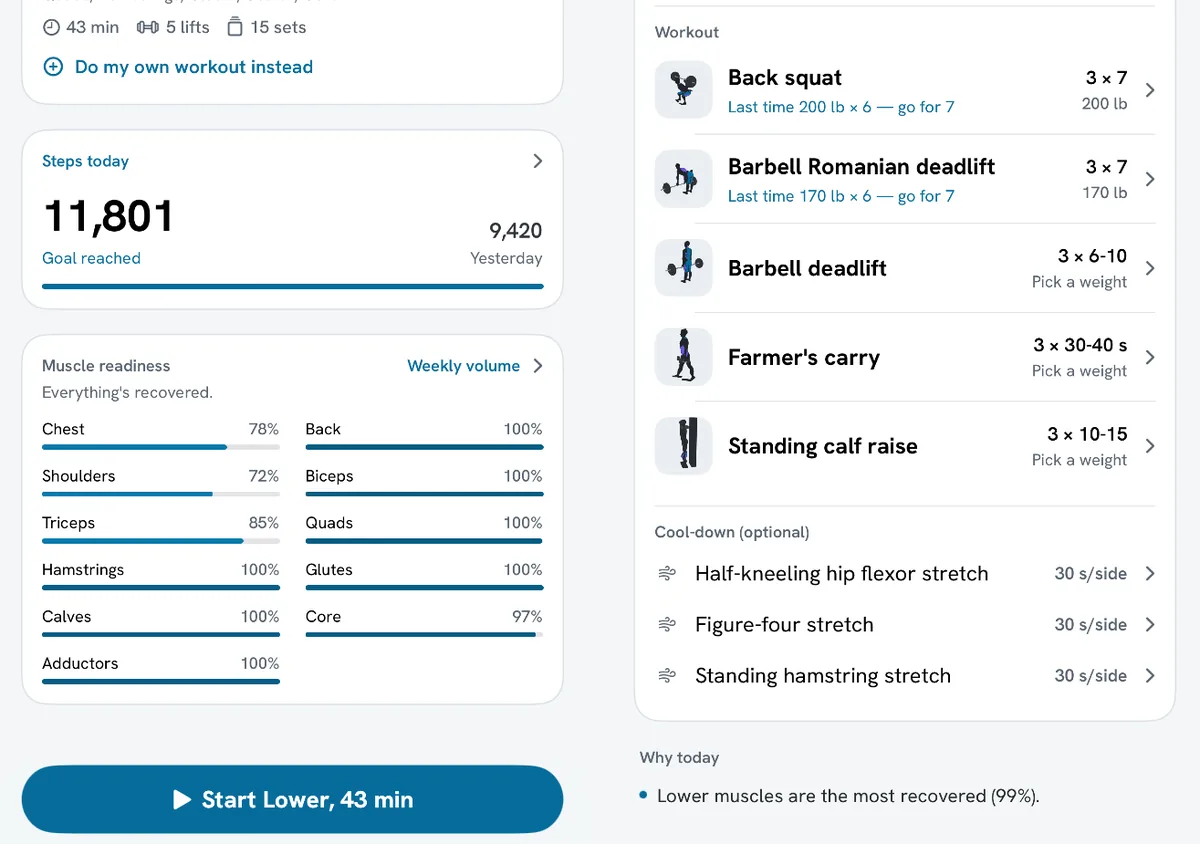 43 min 5 lifts 15 sets
Do my own workout instead
Steps today
11,801
9,420
Goal reached
Yesterday
Muscle readiness
Weekly volume
Everything's recovered.
Chest 78%
Back 100%
Shoulders 72%
Biceps 100%
Triceps 85%
Quads 100%
Hamstrings 100%
Glutes 100%
Calves 100%
Core 97%
Adductors 100%
Start Lower, 43 min
Workout
Back squat
3 × 7
Last time 200 lb × 6 — go for 7
200 lb
Barbell Romanian deadlift
3 × 7
Last time 170 lb × 6 — go for 7
170 lb
Barbell deadlift
3 × 6-10
Pick a weight
Farmer's carry
3 × 30-40 s
Pick a weight
Standing calf raise
3 × 10-15
Pick a weight
Cool-down (optional)
Half-kneeling hip flexor stretch 30 s/side
Figure-four stretch 30 s/side
Standing hamstring stretch 30 s/side
Why today
Lower muscles are the most recovered (99%).